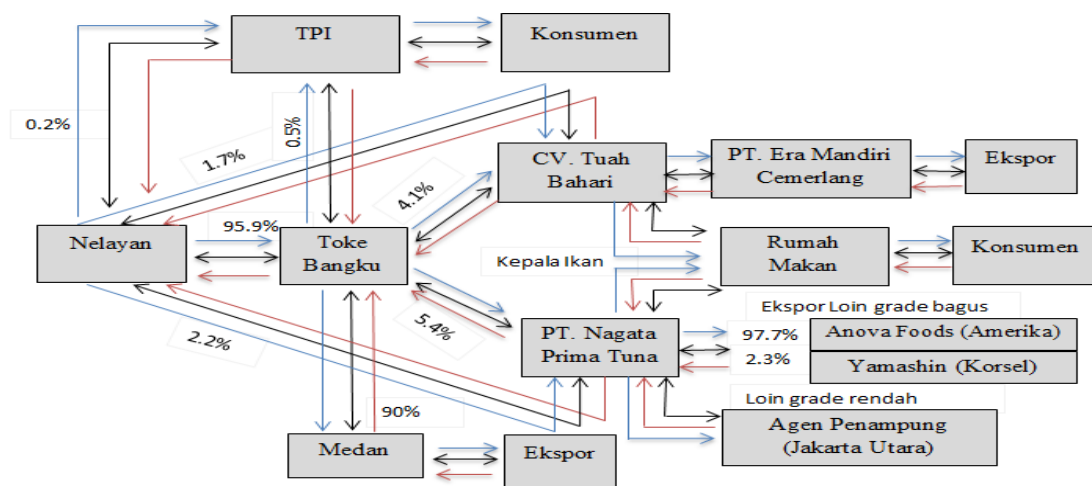 TPI
Konsumen
0.2%
1.7%
0.5%
CV. Tuah
Bahari
PT. Era Mandiri
Cemerlang
Ekspor
4.1%
95.9%
Nelayan
Toke
Bangku
Kepala Ikan
Rumah
Makan
Konsumen
Ekspor Loin grade bagus
2.2%
5.4%
PT. Nagata
Prima Tuna
97.7%
Anova Foods (Amerika)
2.3%
Yamashin (Korsel)
Loin grade rendah
90%
Agen Penampung
(Jakarta Utara)
Medan
Ekspor